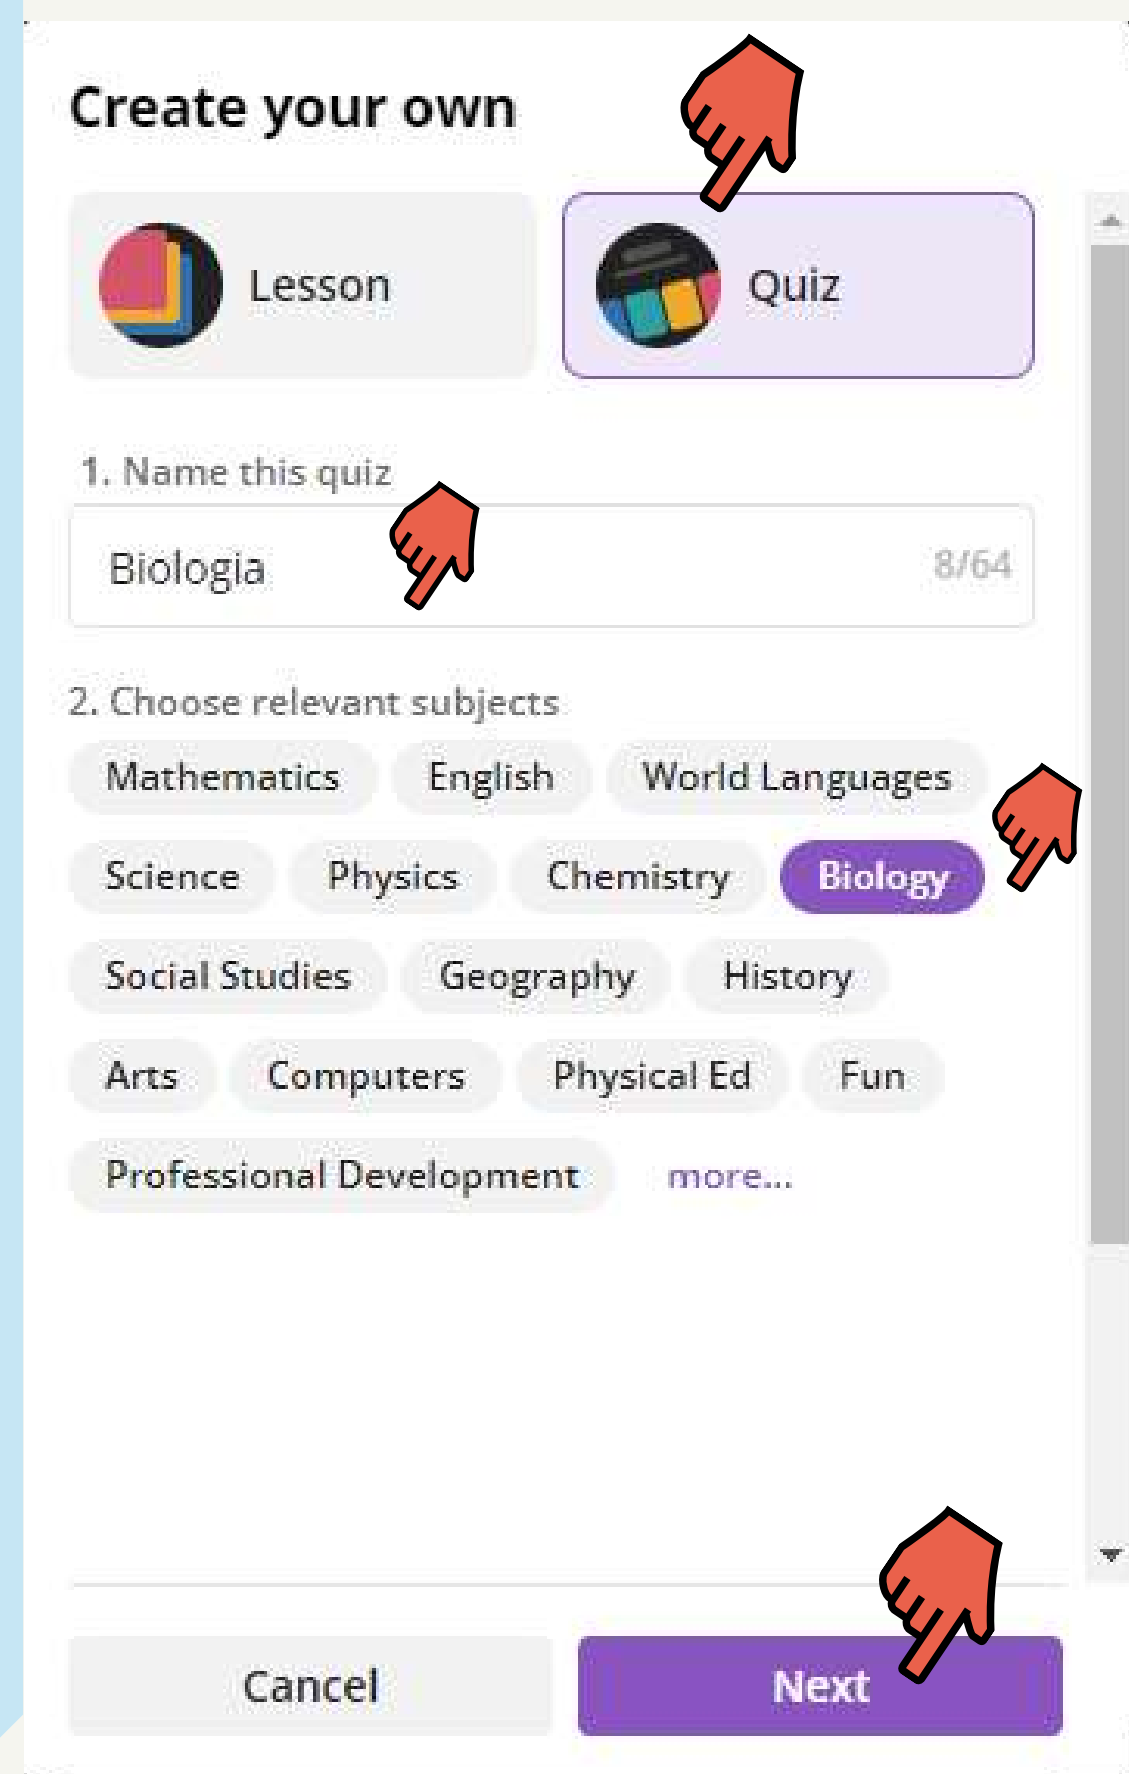 Create your own
Lesson Quiz
1. Name this quiz
Biologia 8/64
2. Choose relevant subjects
Mathematics English World Languages
Science Physics Chemistry Biology
Social Studies Geography History
Arts Computers Physical Ed Fun
Professional Development more...
Cancel Next